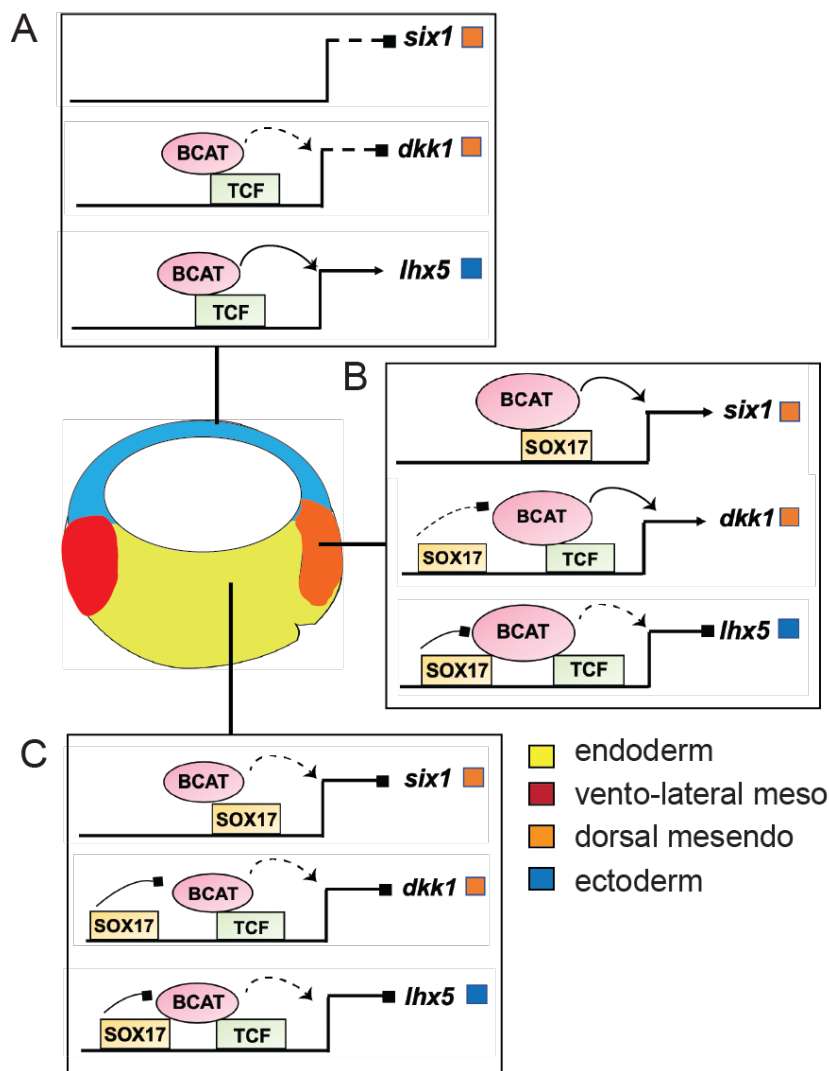 A
six1
BCAT
dkk1
TCF
BCAT
lhx5
TCF
B
BCAT
six1
SOX17
BCAT
dkk1
SOX17
TCF
BCAT
lhx5
SOX17
TCF
C
BCAT
six1
SOX17
BCAT
dkk1
SOX17
TCF
BCAT
lhx5
SOX17
TCF
endoderm
vento-lateral meso
dorsal mesendo
ectoderm